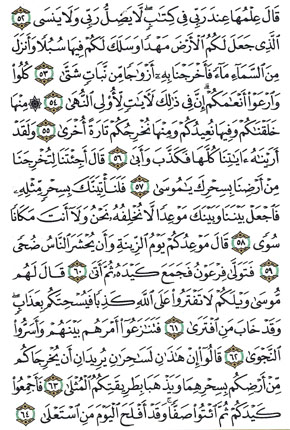 قَالَ عِلْمُهَا عِندَ رَبِّى فِى كِتَٰبٍ ۖ لَّا يَضِلُّ رَبِّى وَلَا يَنسَى ٥٢
ٱلَّذِى جَعَلَ لَكُمُ ٱلْأَرْضَ مَهْدًا وَسَلَكَ لَكُمْ فِيهَا سُبُلًا وَأَنزَلَ
مِنَ ٱلسَّمَآءِ مَآءً فَأَخْرَجْنَا بِهِۦٓ أَزْوَٰجًا مِّن نَّبَاتٍ شَتَّىٰ ٥٣ كُلُوا۟
وَٱرْعَوْا۟ أَنْعَٰمَكُمْ ۗ إِنَّ فِى ذَٰلِكَ لَءَايَٰتٍ لِّأُو۟لِى ٱلنُّهَىٰ ٥٤ ۞ مِنْهَا
خَلَقْنَٰكُمْ وَفِيهَا نُعِيدُكُمْ وَمِنْهَا نُخْرِجُكُمْ تَارَةً أُخْرَىٰ ٥٥ وَلَقَدْ
أَرَيْنَٰهُ ءَايَٰتِنَا كُلَّهَا فَكَذَّبَ وَأَبَىٰ ٥٦ قَالَ أَجِئْتَنَا لِتُخْرِجَنَا
مِنْ أَرْضِنَا بِسِحْرِكَ يَٰمُوسَىٰ ٥٧ فَلَنَأْتِيَنَّكَ بِسِحْرٍ مِّثْلِهِۦ
فَٱجْعَلْ بَيْنَنَا وَبَيْنَكَ مَوْعِدًا لَّا نُخْلِفُهُۥ نَحْنُ وَلَآ أَنتَ مَكَانًا
سُوًى ٥٨ قَالَ مَوْعِدُكُمْ يَوْمُ ٱلزِّينَةِ وَأَن يُحْشَرَ ٱلنَّاسُ ضُحًى
٥٩ فَتَوَلَّىٰ فِرْعَوْنُ فَجَمَعَ كَيْدَهُۥ ثُمَّ أَتَىٰ ٦٠ قَالَ لَهُم
مُّوسَىٰ وَيْلَكُمْ لَا تَفْتَرُوا۟ عَلَى ٱللَّهِ كَذِبًا فَيُسْحِتَكُم بِعَذَابٍ ۖ
وَقَدْ خَابَ مَنِ ٱفْتَرَىٰ ٦١ فَتَنَٰزَعُوٓا۟ أَمْرَهُم بَيْنَهُمْ وَأَسَرُّوا۟
ٱلنَّجْوَىٰ ٦٢ قَالُوٓا۟ إِنْ هَٰذَٰنِ لَسَٰحِرَٰنِ يُرِيدَانِ أَن يُخْرِجَاكُم
مِّنْ أَرْضِكُم بِسِحْرِهِمَا وَيَذْهَبَا بِطَرِيقَتِكُمُ ٱلْمُثْلَىٰ ٦٣ فَأَجْمِعُوا۟
كَيْدَكُمْ ثُمَّ ٱئْتُوا۟ صَفًّا ۚ وَقَدْ أَفْلَحَ ٱلْيَوْمَ مَنِ ٱسْتَعْلَىٰ ٦٤